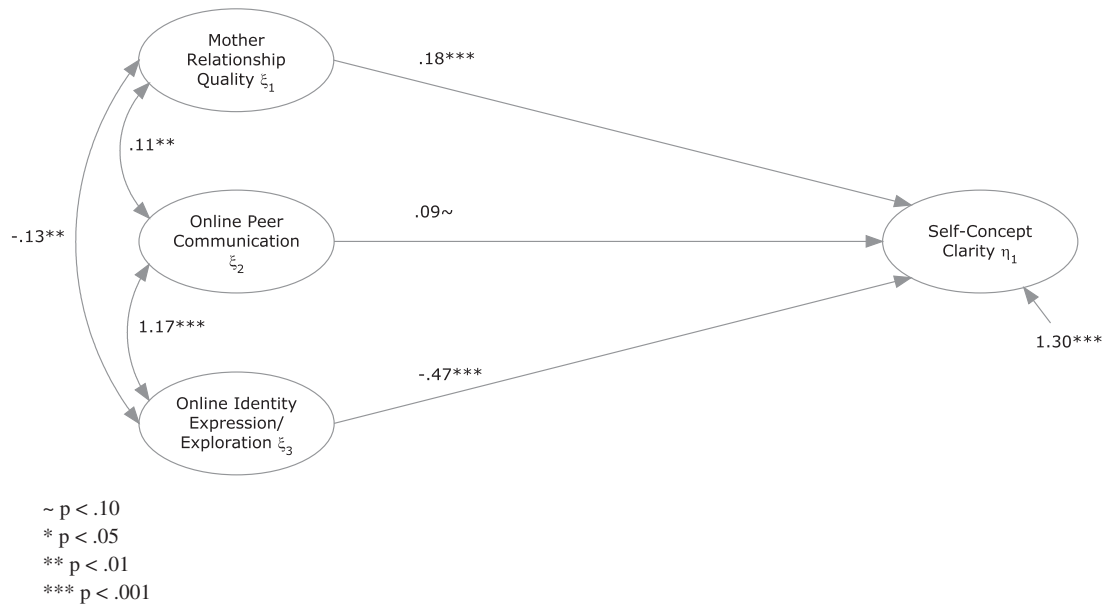 Mother
Relationship
Quality ξ1
.18***
.11**
Online Peer
Communication
ξ2
.09~
-.13**
Self-Concept
Clarity η1
1.17***
1.30***
-.47***
Online Identity
Expression/
Exploration ξ3
~ p < .10
* p < .05
** p < .01
*** p < .001